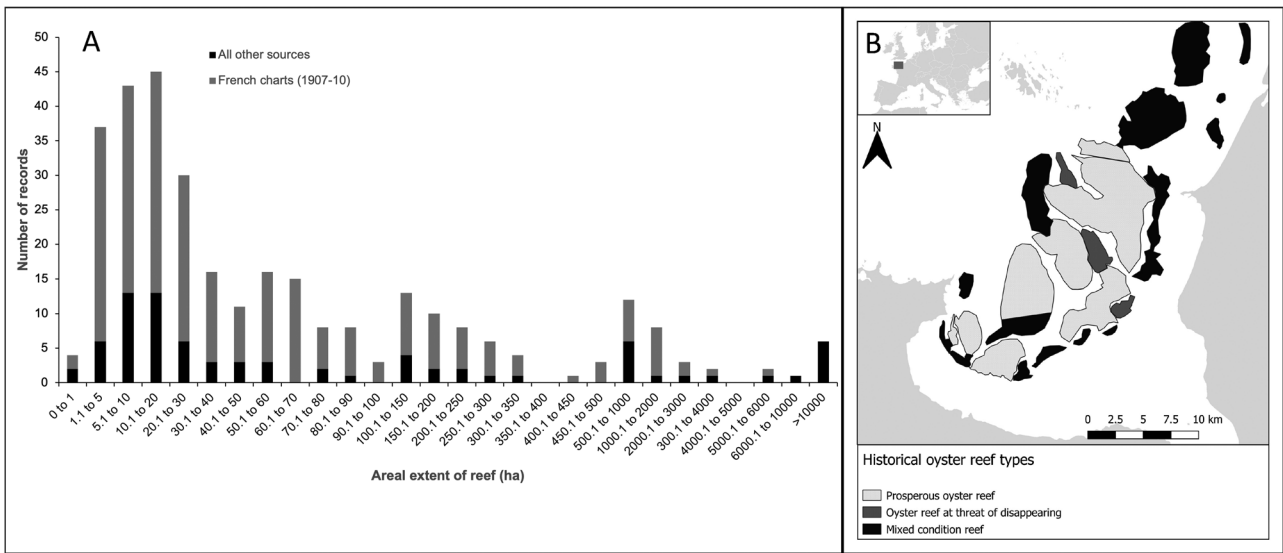 A
All other sources
French charts (1907-10)
Number of records
50
45
40
35
30
25
20
15
10
5
0
0 to 1
1.1 to 5
5.1 to 10
10.1 to 20
20.1 to 30
30.1 to 40
40.1 to 50
50.1 to 60
60.1 to 70
70.1 to 80
80.1 to 90
90.1 to 100
100.1 to 150
150.1 to 200
200.1 to 250
250.1 to 300
300.1 to 350
350.1 to 400
400.1 to 450
450.1 to 500
500.1 to 1000
1000.1 to 2000
2000.1 to 3000
300.1 to 4000
4000.1 to 5000
5000.1 to 6000
6000.1 to 10000
>10000
Areal extent of reef (ha)
B
N
0 2.5 5 7.5 10 km
Historical oyster reef types
Prosperous oyster reef
Oyster reef at threat of disappearing
Mixed condition reef